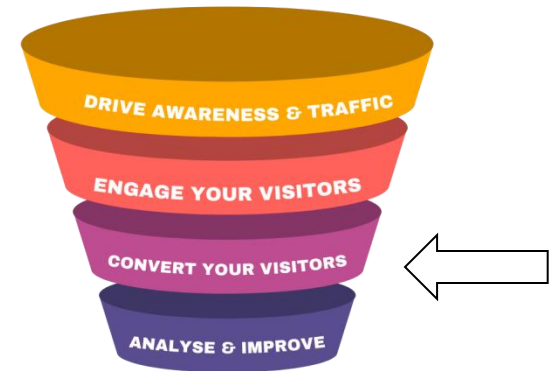 DRIVE AWARENESS & TRAFFIC
ENGAGE YOUR VISITORS
CONVERT YOUR VISITORS
ANALYSE & IMPROVE